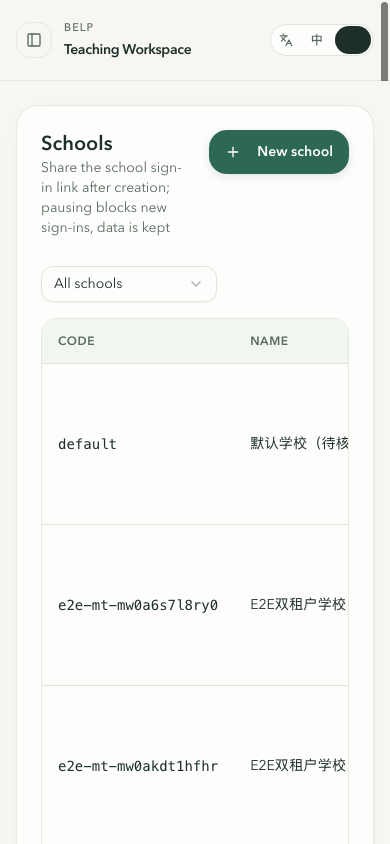 BELP
Teaching Workspace
中
Schools
Share the school sign-
in link after creation;
pausing blocks new
sign-ins, data is kept
New school
All schools
CODE NAME
default 默认学校（待核
e2e-mt-mw0a6s7l8ry0 E2E双租户学校
e2e-mt-mw0akdt1hfhr E2E双租户学校